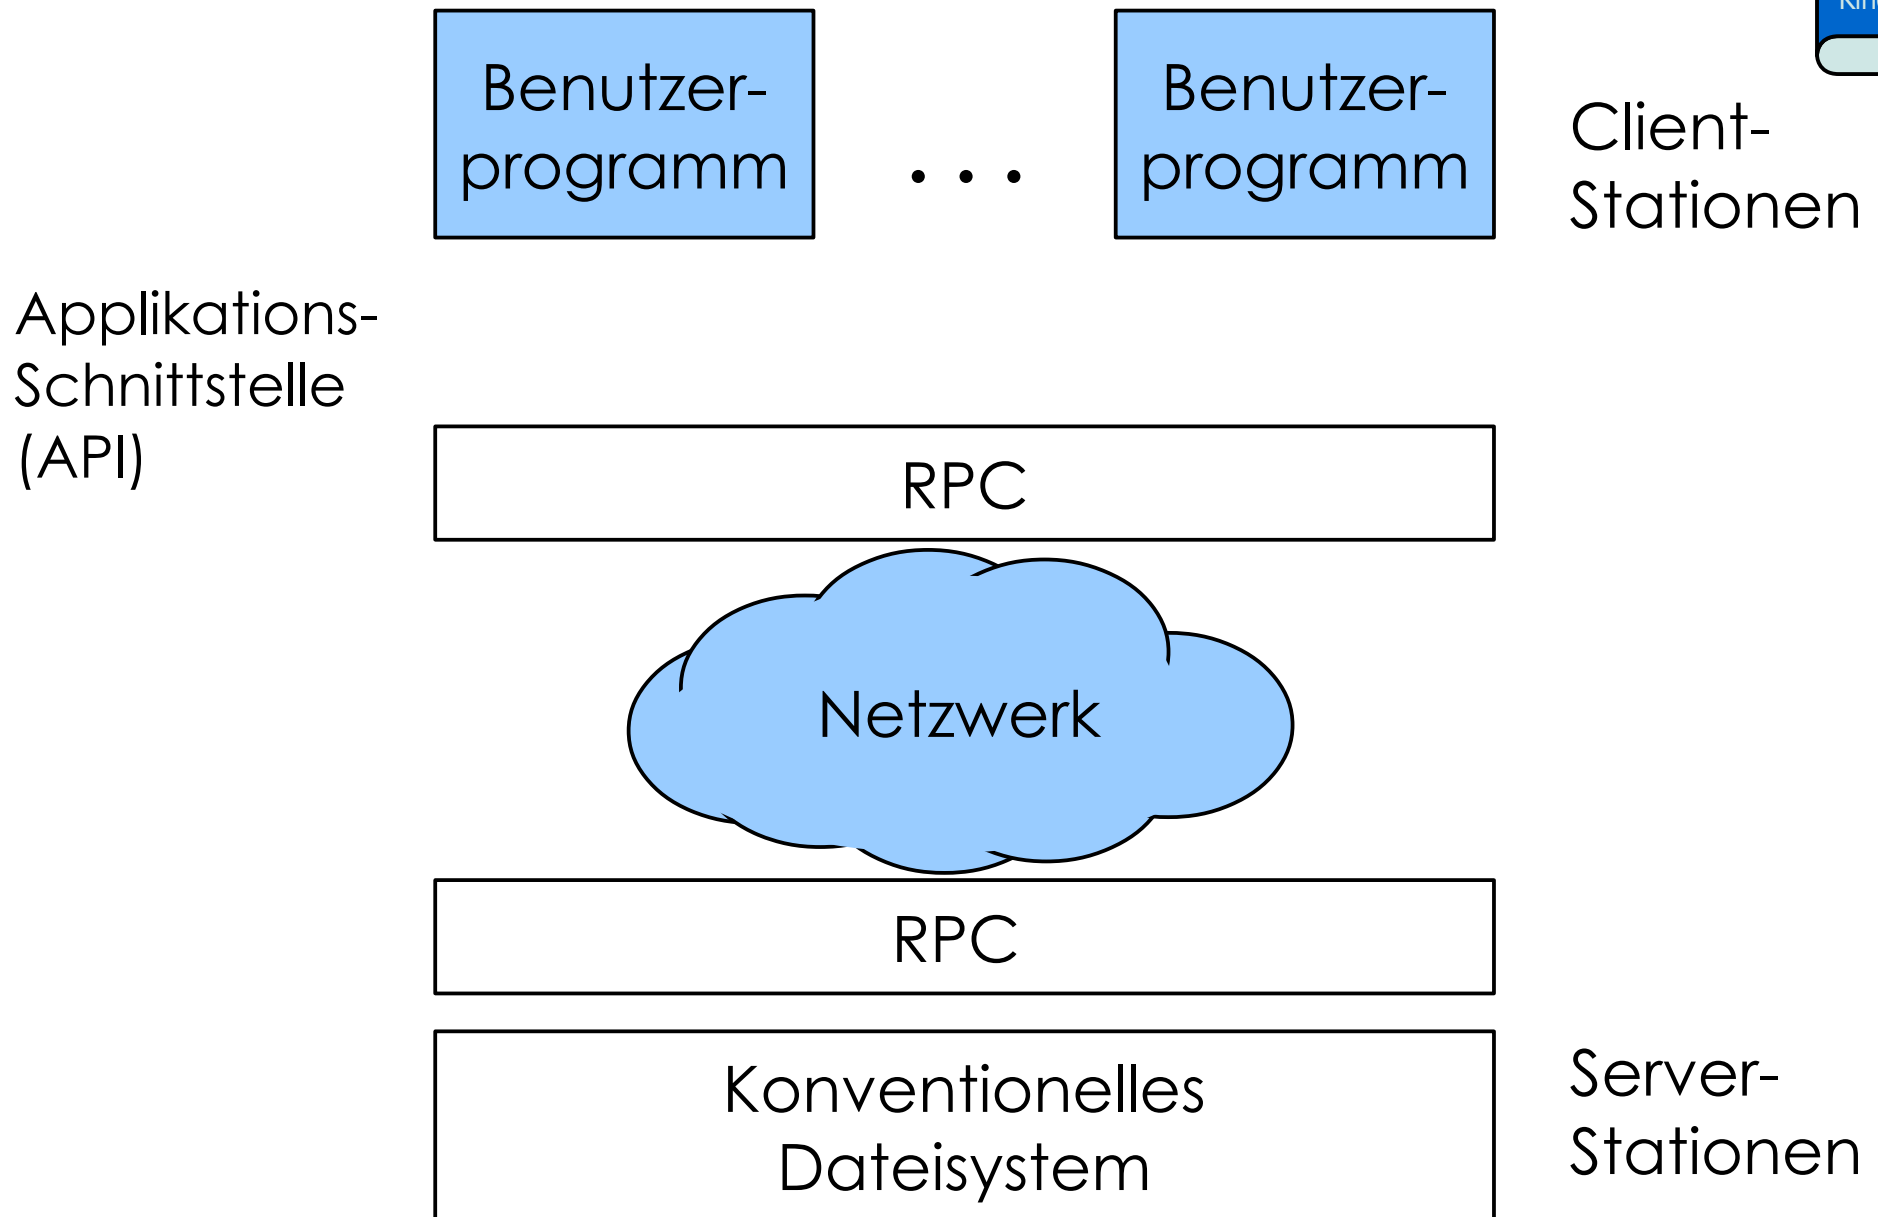 Benutzer-
programm
. . .
Benutzer-
programm
Client-
Stationen
Applikations-
Schnittstelle
(API)
RPC
Netzwerk
RPC
Konventionelles
Dateisystem
Server-
Stationen